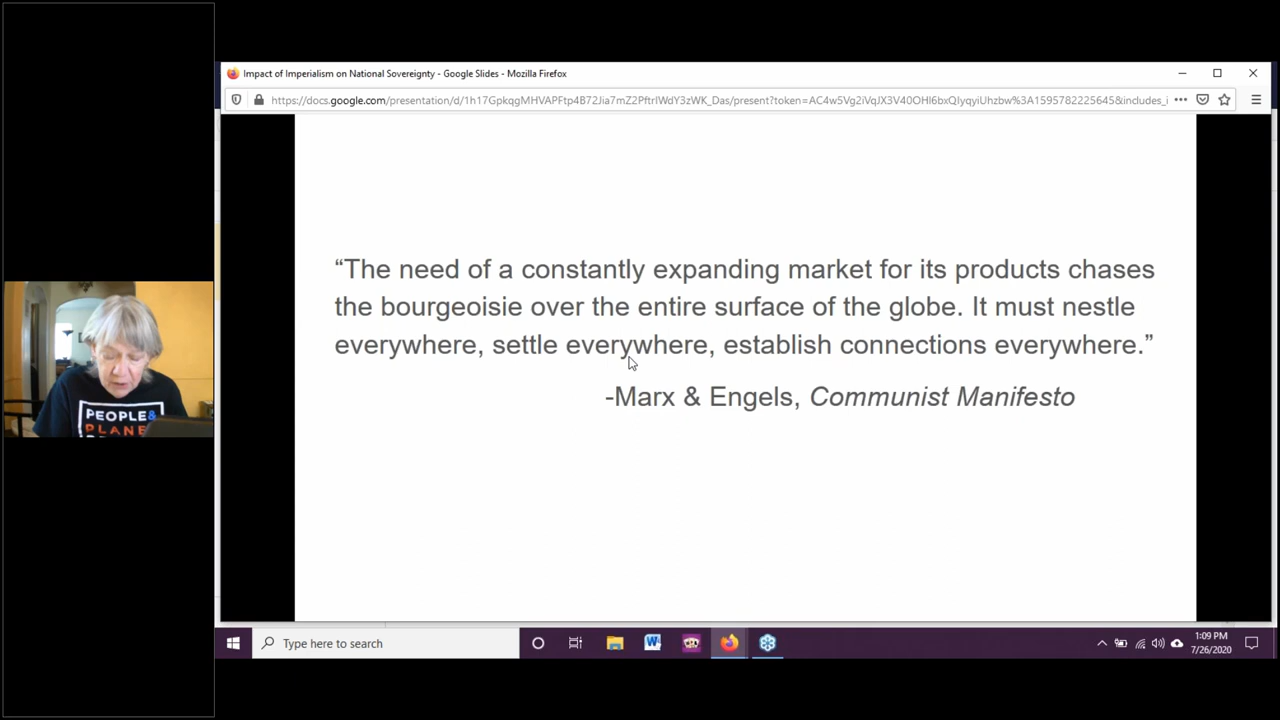 Impact of Imperialism on National Sovereignty - Google Slides - Mozilla Firefox
https://docs.google.com/presentation/d/1h17GpkqgMHVAPFtp4B72Jia7mZ2PftrIWdY3zWK_Das/present?token=AC4w5Vg2iVqJX3V40OHI6bxQIyqyiUhzbw%3A1595782225645&includes_i
“The need of a constantly expanding market for its products chases
the bourgeoisie over the entire surface of the globe. It must nestle
everywhere, settle everywhere, establish connections everywhere.”
-Marx & Engels, Communist Manifesto
PEOPLE&
PLANE
Type here to search
1:09 PM
7/26/2020